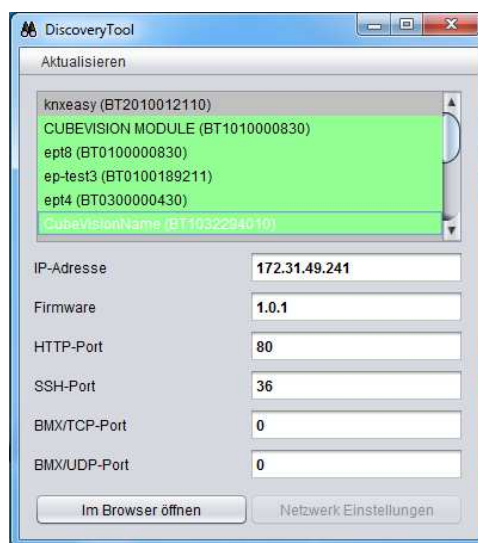 DiscoveryTool
Aktualisieren
knxeasy (BT2010012110)
CUBEVISION MODULE (BT1010000830)
ept8 (BT0100000830)
ep-test3 (BT0100189211)
ept4 (BT0300000430)
CubeVisionName (BT1032294010)
IP-Adresse 172.31.49.241
Firmware 1.0.1
HTTP-Port 80
SSH-Port 36
BMX/TCP-Port 0
BMX/UDP-Port 0
Im Browser öffnen Netzwerk Einstellungen